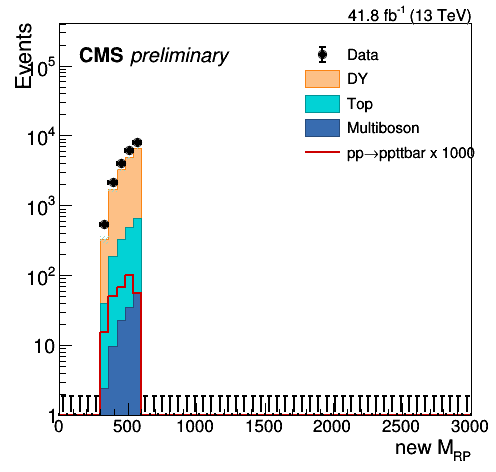 41.8 fb⁻¹ (13 TeV)
Events
CMS preliminary
Data
DY
Top
Multiboson
pp→ppttbar x 1000
10⁵
10⁴
10³
10²
10
1
0 500 1000 1500 2000 2500 3000
new M_RP